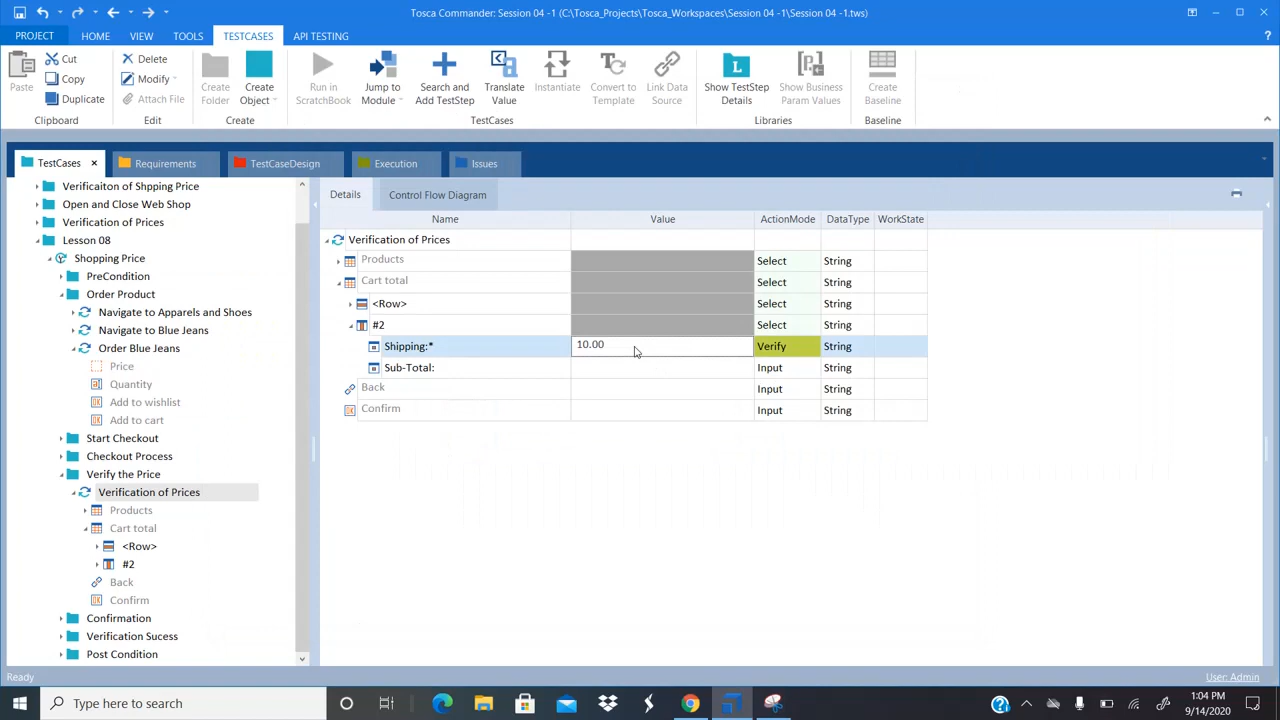 Tosca Commander: Session 04 -1 (C:\Tosca_Projects\Tosca_Workspaces\Session 04 -1\Session 04 -1.tws)
PROJECT HOME VIEW TOOLS TESTCASES API TESTING ?
Paste Cut Copy Duplicate
Clipboard
Delete Modify Attach File
Edit
Create Folder Create Object
Create
Run in ScratchBook Jump to Module Search and Add TestStep Translate Value Instantiate Convert to Template Link Data Source
TestCases
Show TestStep Details Show Business Param Values
Libraries
Create Baseline
Baseline
TestCases x Requirements TestCaseDesign Execution Issues
Verificaiton of Shpping Price
Open and Close Web Shop
Verification of Prices
Lesson 08
Shopping Price
PreCondition
Order Product
Navigate to Apparels and Shoes
Navigate to Blue Jeans
Order Blue Jeans
Price
Quantity
Add to wishlist
Add to cart
Start Checkout
Checkout Process
Verify the Price
Verification of Prices
Products
Cart total
<Row>
#2
Back
Confirm
Confirmation
Verification Sucess
Post Condition
Details Control Flow Diagram
Name Value ActionMode DataType WorkState
Verification of Prices
Products Select String
Cart total Select String
<Row> Select String
#2 Select String
Shipping:* 10.00 Verify String
Sub-Total: Input String
Back Input String
Confirm Input String
Ready User: Admin
Type here to search
1:04 PM
9/14/2020